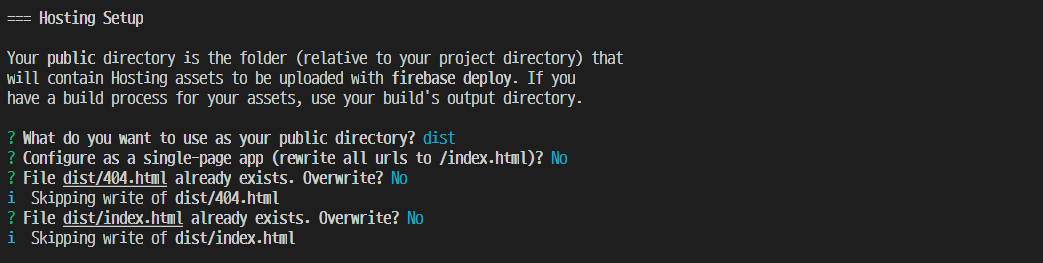 === Hosting Setup
Your public directory is the folder (relative to your project directory) that
will contain Hosting assets to be uploaded with firebase deploy. If you
have a build process for your assets, use your build's output directory.
? What do you want to use as your public directory? dist
? Configure as a single-page app (rewrite all urls to /index.html)? No
? File dist/404.html already exists. Overwrite? No
i  Skipping write of dist/404.html
? File dist/index.html already exists. Overwrite? No
i  Skipping write of dist/index.html